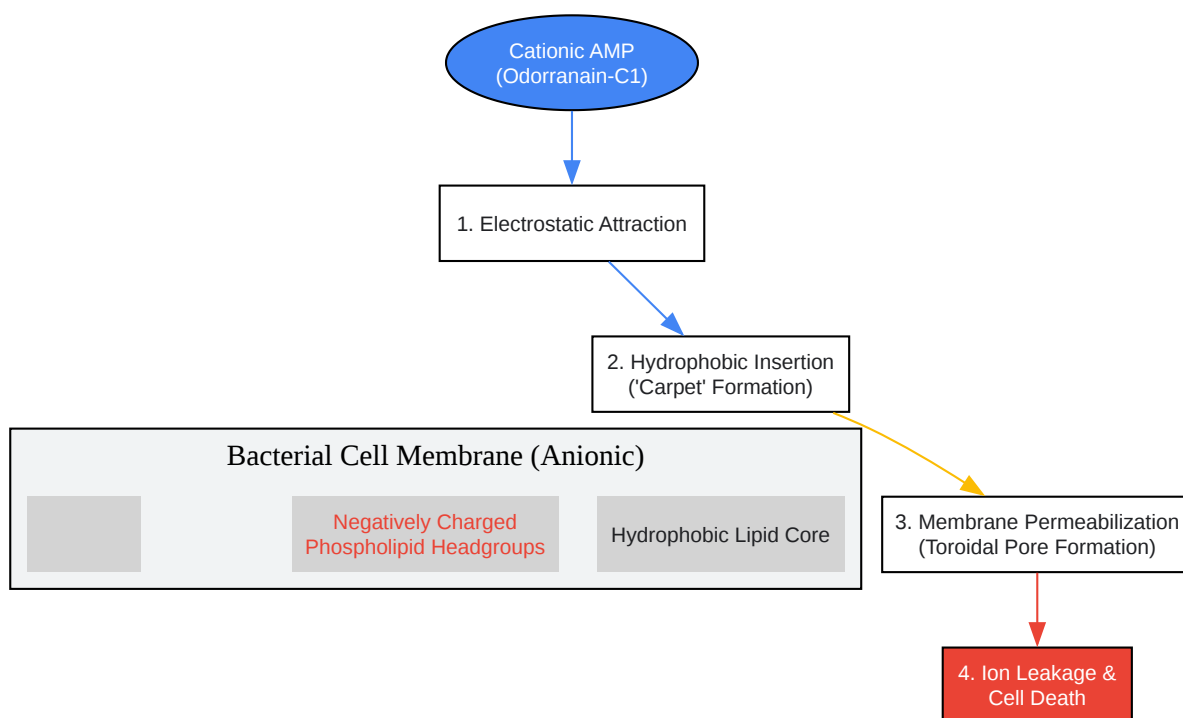 Cationic AMP
(Odorranain-C1)
1. Electrostatic Attraction
2. Hydrophobic Insertion
('Carpet' Formation)
Bacterial Cell Membrane (Anionic)
Negatively Charged
Phospholipid Headgroups
Hydrophobic Lipid Core
3. Membrane Permeabilization
(Toroidal Pore Formation)
4. Ion Leakage &
Cell Death